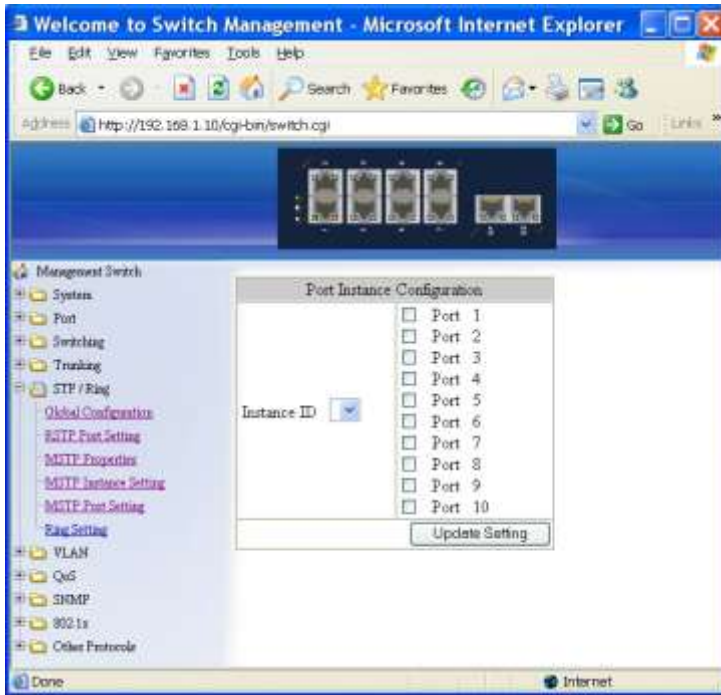 Welcome to Switch Management - Microsoft Internet Explorer
File Edit View Favorites Tools Help
Back Search Favorites
Address http://192.168.1.10/cgi-bin/switch.cgi Go Links »
Management Switch
System
Port
Switching
Trunking
STP / Ring
Global Configuration
RSTP Port Setting
MSTP Properties
MSTP Instance Setting
MSTP Port Setting
Ring Setting
VLAN
QoS
SNMP
802.1x
Other Protocols
Port Instance Configuration
Instance ID
Port 1
Port 2
Port 3
Port 4
Port 5
Port 6
Port 7
Port 8
Port 9
Port 10
Update Setting
Done Internet